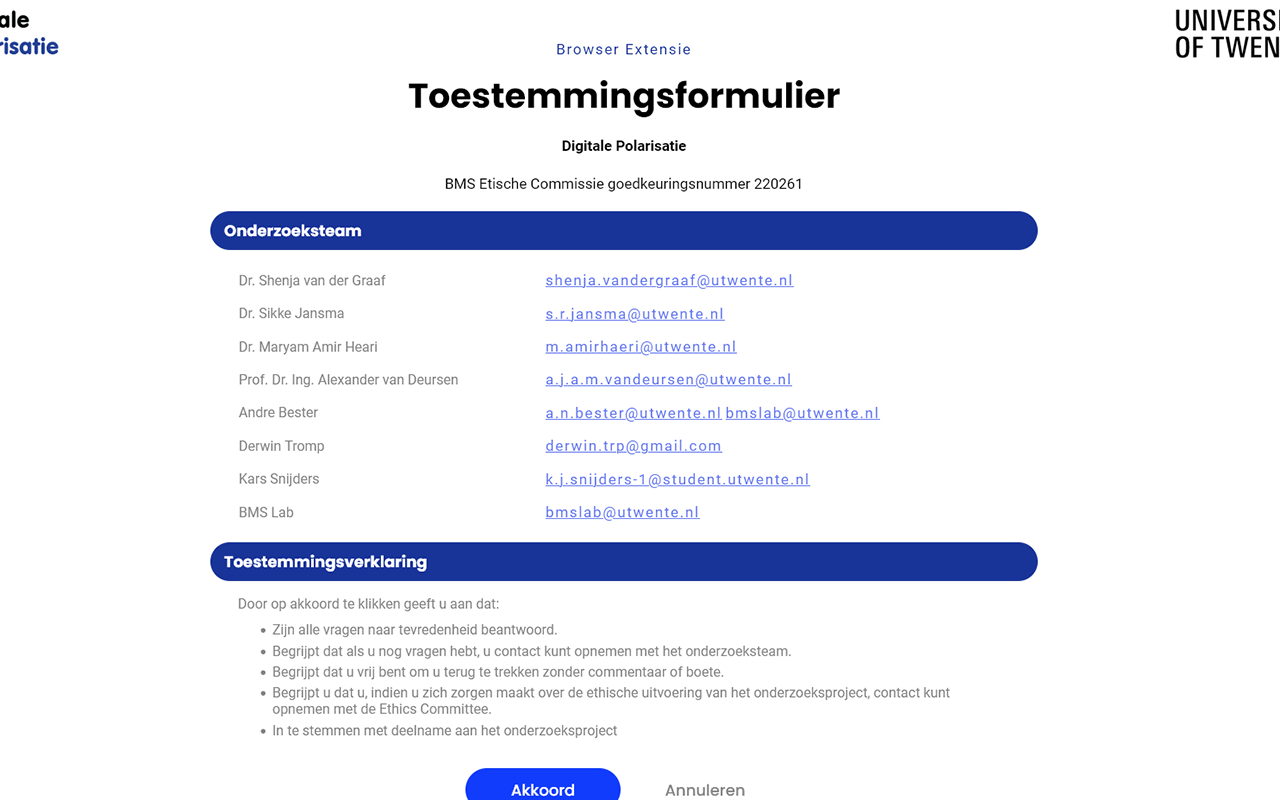 ale
risatie
UNIVERSI
OF TWEN
Browser Extensie
Toestemmingsformulier
Digitale Polarisatie
BMS Etische Commissie goedkeuringsnummer 220261
Onderzoeksteam
Dr. Shenja van der Graaf shenja.vandergraaf@utwente.nl
Dr. Sikke Jansma s.r.jansma@utwente.nl
Dr. Maryam Amir Heari m.amirhaeri@utwente.nl
Prof. Dr. Ing. Alexander van Deursen a.j.a.m.vandeursen@utwente.nl
Andre Bester a.n.bester@utwente.nl bmslab@utwente.nl
Derwin Tromp derwin.trp@gmail.com
Kars Snijders k.j.snijders-1@student.utwente.nl
BMS Lab bmslab@utwente.nl
Toestemmingsverklaring
Door op akkoord te klikken geeft u aan dat:
• Zijn alle vragen naar tevredenheid beantwoord.
• Begrijpt dat als u nog vragen hebt, u contact kunt opnemen met het onderzoeksteam.
• Begrijpt dat u vrij bent om u terug te trekken zonder commentaar of boete.
• Begrijpt u dat u, indien u zich zorgen maakt over de ethische uitvoering van het onderzoeksproject, contact kunt
opnemen met de Ethics Committee.
• In te stemmen met deelname aan het onderzoeksproject
Akkoord Annuleren